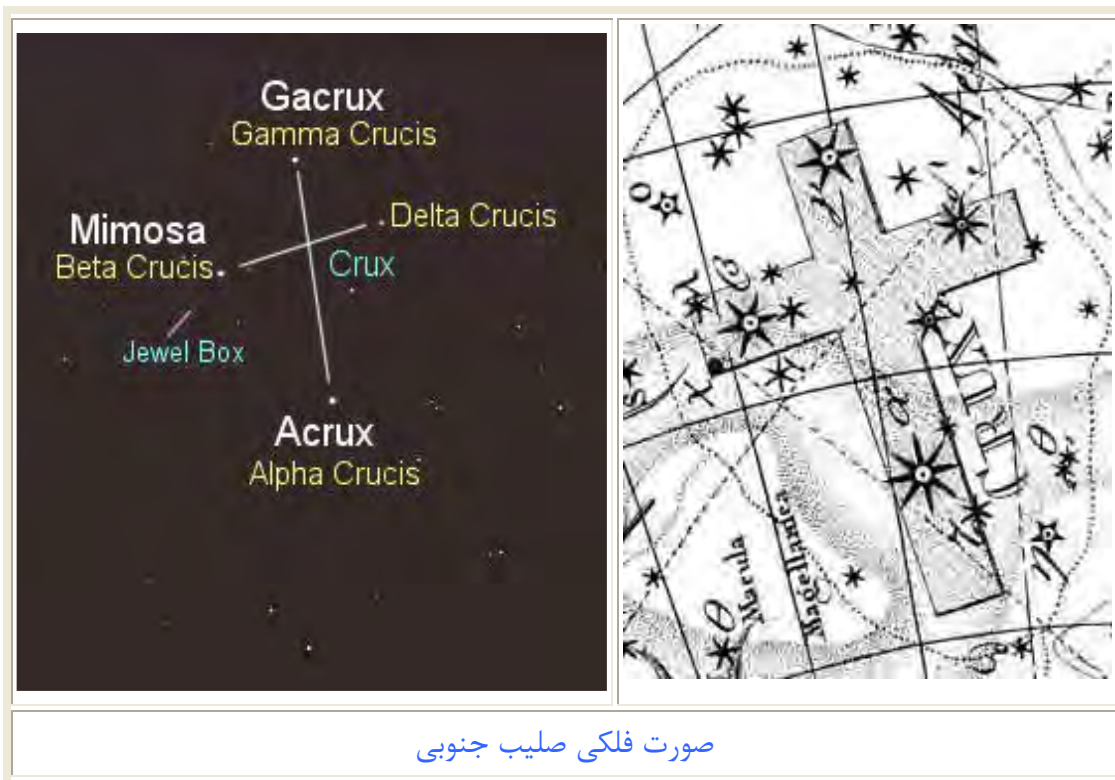 Gacrux
Gamma Crucis
Delta Crucis
Mimosa
Beta Crucis
Crux
Jewel Box
Acrux
Alpha Crucis
CRUX
Macula
Magellanica
صورت فلکی صلیب جنوبی